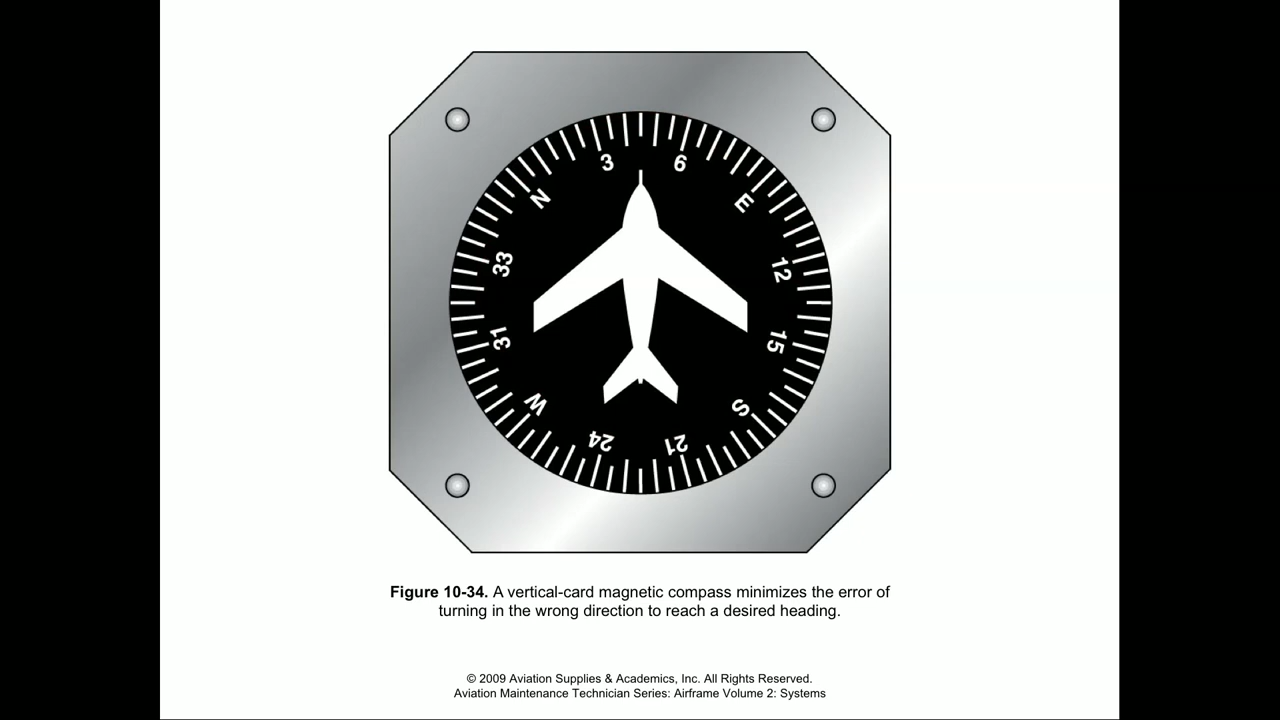 3 6
N E
33 12
31 15
W S
24 21
Figure 10-34. A vertical-card magnetic compass minimizes the error of
turning in the wrong direction to reach a desired heading.
© 2009 Aviation Supplies & Academics, Inc. All Rights Reserved.
Aviation Maintenance Technician Series: Airframe Volume 2: Systems